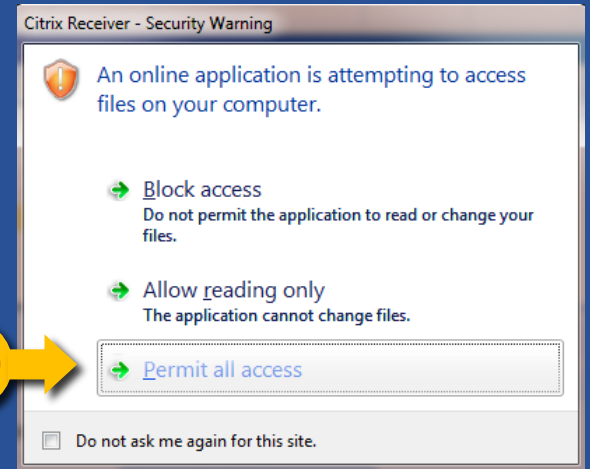 Citrix Receiver - Security Warning
An online application is attempting to access
files on your computer.
Block access
Do not permit the application to read or change your
files.
Allow reading only
The application cannot change files.
Permit all access
Do not ask me again for this site.